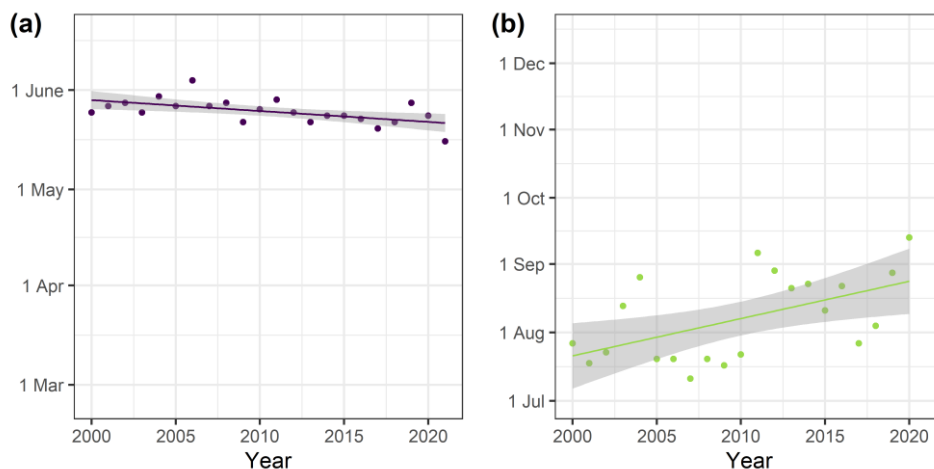 (a)
1 June
1 May
1 Apr
1 Mar
2000 2005 2010 2015 2020
Year
(b)
1 Dec
1 Nov
1 Oct
1 Sep
1 Aug
1 Jul
2000 2005 2010 2015 2020
Year